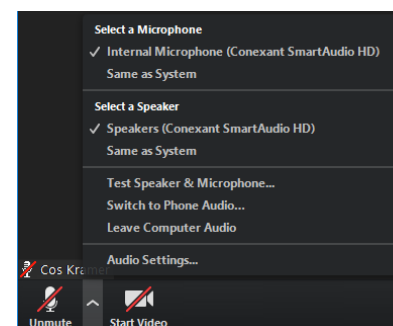 Select a Microphone
✓ Internal Microphone (Conexant SmartAudio HD)
Same as System
Select a Speaker
✓ Speakers (Conexant SmartAudio HD)
Same as System
Test Speaker & Microphone...
Switch to Phone Audio...
Leave Computer Audio
Audio Settings...
Cos Kramer
Unmute
Start Video